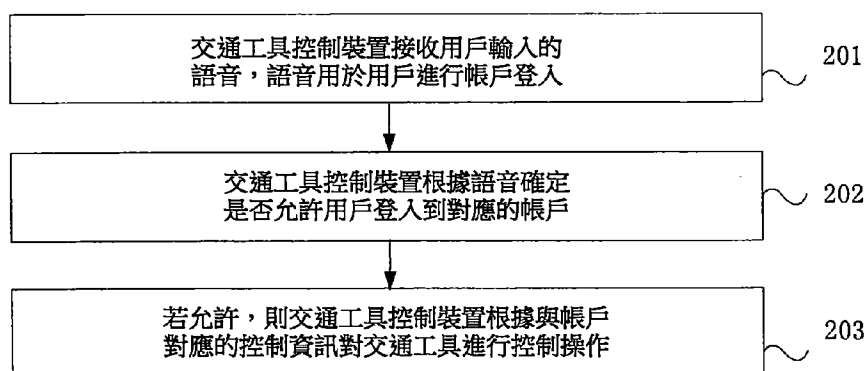 交通工具控制裝置接收用戶輸入的
語音，語音用於用戶進行帳戶登入
201
交通工具控制裝置根據語音確定
是否允許用戶登入到對應的帳戶
202
若允許，則交通工具控制裝置根據與帳戶
對應的控制資訊對交通工具進行控制操作
203